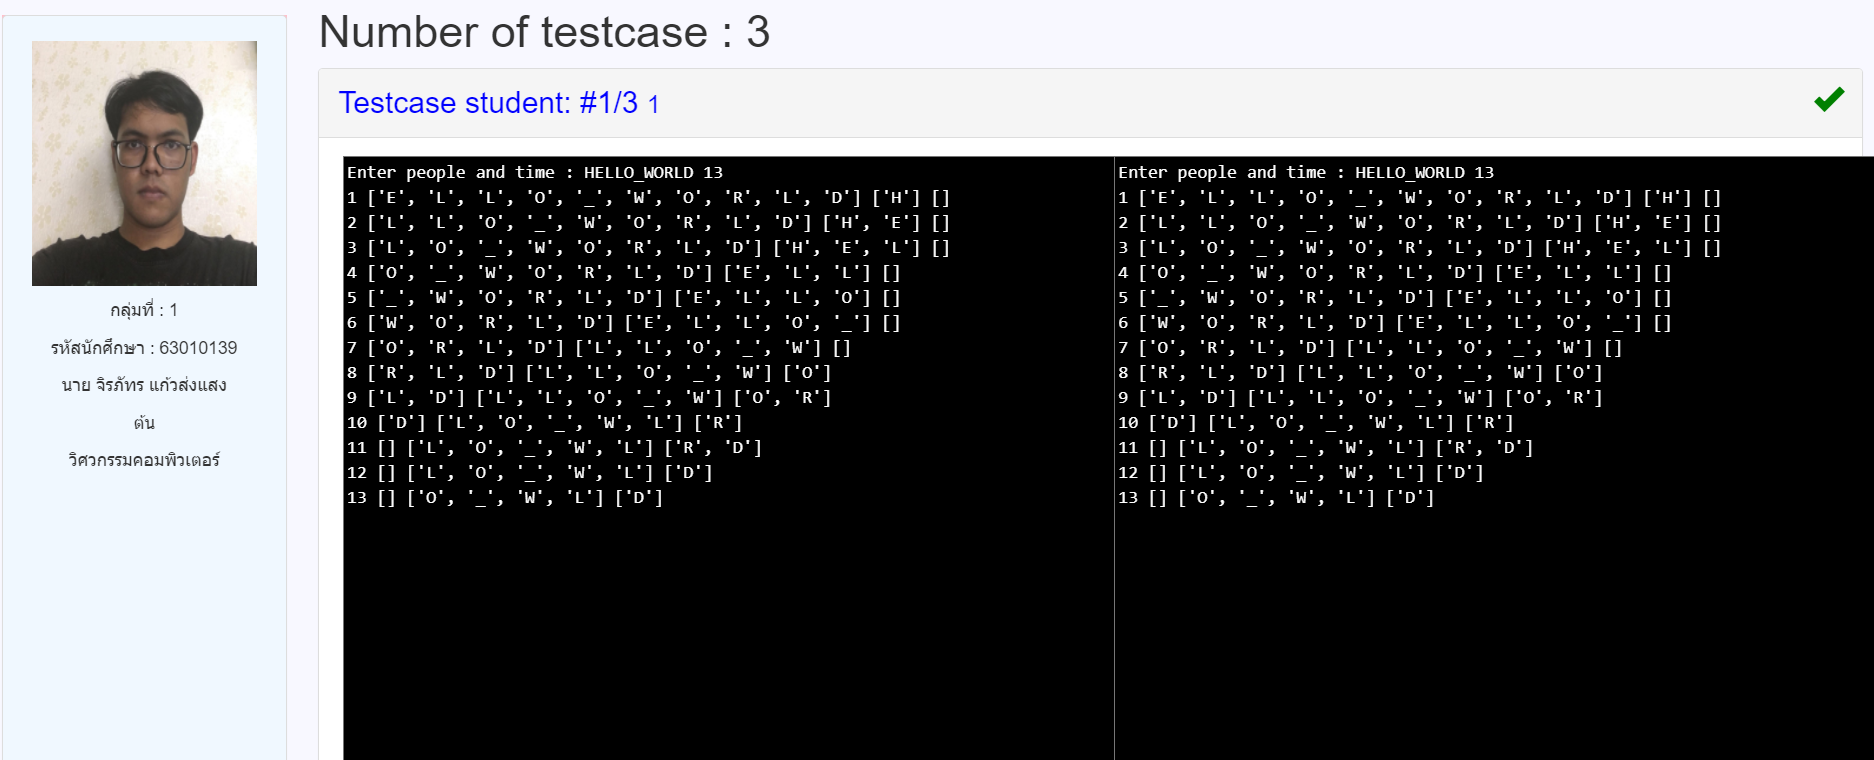 กลุ่มที่ : 1
รหัสนักศึกษา : 63010139
นาย จิรภัทร แก้วส่งแสง
ต้น
วิศวกรรมคอมพิวเตอร์
Number of testcase : 3
Testcase student: #1/3 1
Enter people and time : HELLO_WORLD 13
1 ['E', 'L', 'L', 'O', '_', 'W', 'O', 'R', 'L', 'D'] ['H'] []
2 ['L', 'L', 'O', '_', 'W', 'O', 'R', 'L', 'D'] ['H', 'E'] []
3 ['L', 'O', '_', 'W', 'O', 'R', 'L', 'D'] ['H', 'E', 'L'] []
4 ['O', '_', 'W', 'O', 'R', 'L', 'D'] ['E', 'L', 'L'] []
5 ['_', 'W', 'O', 'R', 'L', 'D'] ['E', 'L', 'L', 'O'] []
6 ['W', 'O', 'R', 'L', 'D'] ['E', 'L', 'L', 'O', '_'] []
7 ['O', 'R', 'L', 'D'] ['L', 'L', 'O', '_', 'W'] []
8 ['R', 'L', 'D'] ['L', 'L', 'O', '_', 'W'] ['O']
9 ['L', 'D'] ['L', 'L', 'O', '_', 'W'] ['O', 'R']
10 ['D'] ['L', 'O', '_', 'W', 'L'] ['R']
11 [] ['L', 'O', '_', 'W', 'L'] ['R', 'D']
12 [] ['L', 'O', '_', 'W', 'L'] ['D']
13 [] ['O', '_', 'W', 'L'] ['D']
Enter people and time : HELLO_WORLD 13
1 ['E', 'L', 'L', 'O', '_', 'W', 'O', 'R', 'L', 'D'] ['H'] []
2 ['L', 'L', 'O', '_', 'W', 'O', 'R', 'L', 'D'] ['H', 'E'] []
3 ['L', 'O', '_', 'W', 'O', 'R', 'L', 'D'] ['H', 'E', 'L'] []
4 ['O', '_', 'W', 'O', 'R', 'L', 'D'] ['E', 'L', 'L'] []
5 ['_', 'W', 'O', 'R', 'L', 'D'] ['E', 'L', 'L', 'O'] []
6 ['W', 'O', 'R', 'L', 'D'] ['E', 'L', 'L', 'O', '_'] []
7 ['O', 'R', 'L', 'D'] ['L', 'L', 'O', '_', 'W'] []
8 ['R', 'L', 'D'] ['L', 'L', 'O', '_', 'W'] ['O']
9 ['L', 'D'] ['L', 'L', 'O', '_', 'W'] ['O', 'R']
10 ['D'] ['L', 'O', '_', 'W', 'L'] ['R']
11 [] ['L', 'O', '_', 'W', 'L'] ['R', 'D']
12 [] ['L', 'O', '_', 'W', 'L'] ['D']
13 [] ['O', '_', 'W', 'L'] ['D']